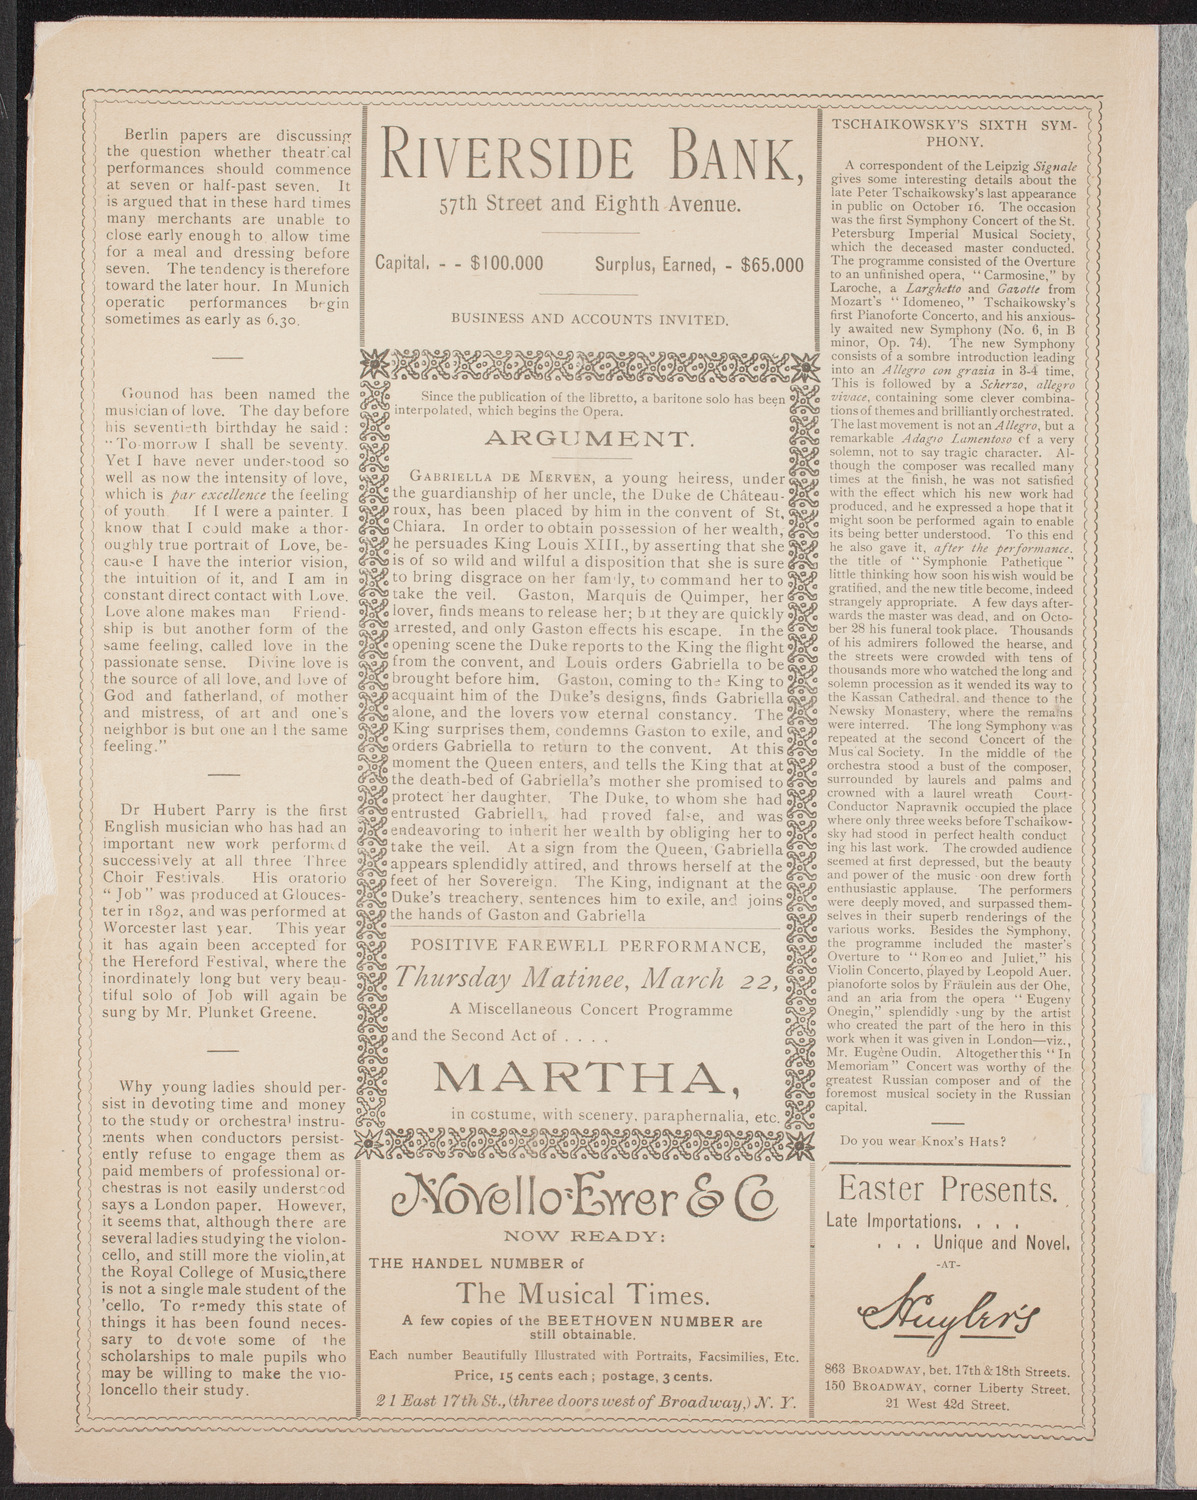 Berlin papers are discussing
the question whether theatrical
performances should commence
at seven or half-past seven. It
is argued that in these hard times
many merchants are unable to
close early enough to allow time
for a meal and dressing before
seven. The tendency is therefore
toward the later hour. In Munich
operatic performances begin
sometimes as early as 6.30.
Gounod has been named the
musician of love. The day before
his seventieth birthday he said:
"To-morrow I shall be seventy.
Yet I have never understood so
well as now the intensity of love,
which is par excellence the feeling
of youth. If I were a painter, I
know that I could make a thor-
oughly true portrait of Love, be-
cause I have the interior vision,
the intuition of it, and I am in
constant direct contact with Love.
Love alone makes man Friend-
ship is but another form of the
same feeling, called love in the
passionate sense. Divine love is
the source of all love, and love of
God and fatherland, of mother
and mistress, of art and one's
neighbor is but one and the same
feeling."
Dr Hubert Parry is the first
English musician who has had an
important new work performed
successively at all three Three
Choir Festivals. His oratorio
"Job" was produced at Glouces-
ter in 1892, and was performed at
Worcester last year. This year
it has again been accepted for
the Hereford Festival, where the
inordinately long but very beau-
tiful solo of Job will again be
sung by Mr. Plunket Greene.
Why young ladies should per-
sist in devoting time and money
to the study or orchestral instru-
ments when conductors persist-
ently refuse to engage them as
paid members of professional or-
chestras is not easily understood
says a London paper. However,
it seems that, although there are
several ladies studying the violon-
cello, and still more the violin, at
the Royal College of Music, there
is not a single male student of the
'cello. To remedy this state of
things it has been found neces-
sary to devote some of the
scholarships to male pupils who
may be willing to make the vio-
loncello their study.
RIVERSIDE BANK,
57th Street and Eighth Avenue.
Capital, - - $100.000 Surplus, Earned, - $65.000
BUSINESS AND ACCOUNTS INVITED.
Since the publication of the libretto, a baritone solo has been
interpolated, which begins the Opera.
ARGUMENT.
GABRIELLA DE MERVEN, a young heiress, under
the guardianship of her uncle, the Duke de Château-
roux, has been placed by him in the convent of St.
Chiara. In order to obtain possession of her wealth,
he persuades King Louis XIII., by asserting that she
is of so wild and wilful a disposition that she is sure
to bring disgrace on her family, to command her to
take the veil. Gaston, Marquis de Quimper, her
lover, finds means to release her; but they are quickly
arrested, and only Gaston effects his escape. In the
opening scene the Duke reports to the King the flight
from the convent, and Louis orders Gabriella to be
brought before him. Gaston, coming to the King to
acquaint him of the Duke's designs, finds Gabriella
alone, and the lovers vow eternal constancy. The
King surprises them, condemns Gaston to exile, and
orders Gabriella to return to the convent. At this
moment the Queen enters, and tells the King that at
the death-bed of Gabriella's mother she promised to
protect her daughter. The Duke, to whom she had
entrusted Gabriella, had proved false, and was
endeavoring to inherit her wealth by obliging her to
take the veil. At a sign from the Queen, Gabriella
appears splendidly attired, and throws herself at the
feet of her Sovereign. The King, indignant at the
Duke's treachery, sentences him to exile, and joins
the hands of Gaston and Gabriella
POSITIVE FAREWELL PERFORMANCE,
Thursday Matinee, March 22,
A Miscellaneous Concert Programme
and the Second Act of . . . .
MARTHA,
in costume, with scenery, paraphernalia, etc.
Novello Ewer & Co
NOW READY:
THE HANDEL NUMBER of
The Musical Times.
A few copies of the BEETHOVEN NUMBER are
still obtainable.
Each number Beautifully Illustrated with Portraits, Facsimilies, Etc.
Price, 15 cents each; postage, 3 cents.
21 East 17th St., (three doors west of Broadway,) N. Y.
TSCHAIKOWSKY'S SIXTH SYM-
PHONY.
A correspondent of the Leipzig Signale
gives some interesting details about the
late Peter Tschaikowsky's last appearance
in public on October 16. The occasion
was the first Symphony Concert of the St.
Petersburg Imperial Musical Society,
which the deceased master conducted.
The programme consisted of the Overture
to an unfinished opera, "Carmosine," by
Laroche, a Larghetto and Gavotte from
Mozart's "Idomeneo," Tschaikowsky's
first Pianoforte Concerto, and his anxious-
ly awaited new Symphony (No. 6, in B
minor, Op. 74). The new Symphony
consists of a sombre introduction leading
into an Allegro con grazia in 3-4 time.
This is followed by a Scherzo, allegro
vivace, containing some clever combina-
tions of themes and brilliantly orchestrated.
The last movement is not an Allegro, but a
remarkable Adagio Lamentoso of a very
solemn, not to say tragic character. Al-
though the composer was recalled many
times at the finish, he was not satisfied
with the effect which his new work had
produced, and he expressed a hope that it
might soon be performed again to enable
its being better understood. To this end
he also gave it, after the performance,
the title of "Symphonie Pathetique"
little thinking how soon his wish would be
gratified, and the new title become, indeed
strangely appropriate. A few days after-
wards the master was dead, and on Octo-
ber 28 his funeral took place. Thousands
of his admirers followed the hearse, and
the streets were crowded with tens of
thousands more who watched the long and
solemn procession as it wended its way to
the Kassan Cathedral, and thence to the
Newsky Monastery, where the remains
were interred. The long Symphony was
repeated at the second Concert of the
Musical Society. In the middle of the
orchestra stood a bust of the composer,
surrounded by laurels and palms and
crowned with a laurel wreath Court-
Conductor Napravnik occupied the place
where only three weeks before Tschaikow-
sky had stood in perfect health conduct
ing his last work. The crowded audience
seemed at first depressed, but the beauty
and power of the music soon drew forth
enthusiastic applause. The performers
were deeply moved, and surpassed them-
selves in their superb renderings of the
various works. Besides the Symphony,
the programme included the master's
Overture to "Romeo and Juliet," his
Violin Concerto, played by Leopold Auer,
pianoforte solos by Fräulein aus der Ohe,
and an aria from the opera "Eugeny
Onegin," splendidly sung by the artist
who created the part of the hero in this
work when it was given in London—viz.,
Mr. Eugène Oudin. Altogether this "In
Memoriam" Concert was worthy of the
greatest Russian composer and of the
foremost musical society in the Russian
capital.
Do you wear Knox's Hats?
Easter Presents.
Late Importations. . . .
. . . Unique and Novel.
-AT-
Huyler's
863 BROADWAY, bet. 17th & 18th Streets.
150 BROADWAY, corner Liberty Street.
21 West 42d Street.